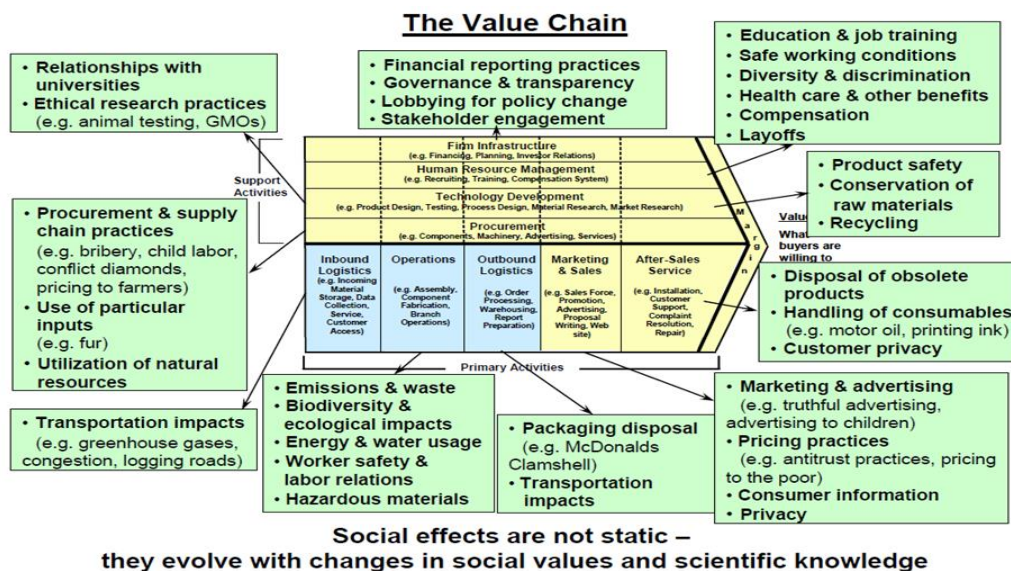 The Value Chain
• Relationships with
universities
• Ethical research practices
(e.g. animal testing, GMOs)
• Financial reporting practices
• Governance & transparency
• Lobbying for policy change
• Stakeholder engagement
• Education & job training
• Safe working conditions
• Diversity & discrimination
• Health care & other benefits
• Compensation
• Layoffs
Support
Activities
Firm Infrastructure
(e.g. Financing, Planning, Investor Relations)
Human Resource Management
(e.g. Recruiting, Training, Compensation System)
Technology Development
(e.g. Product Design, Testing, Process Design, Material Research, Market Research)
Procurement
(e.g. Components, Machinery, Advertising, Services)
Margin
• Product safety
• Conservation of
raw materials
• Recycling
Value
What
buyers are
willing to
• Procurement & supply
chain practices
(e.g. bribery, child labor,
conflict diamonds,
pricing to farmers)
• Use of particular
inputs
(e.g. fur)
• Utilization of natural
resources
Inbound
Logistics
(e.g. Incoming
Material
Storage, Data
Collection,
Service,
Customer
Access)
Operations
(e.g. Assembly,
Component
Fabrication,
Branch
Operations)
Outbound
Logistics
(e.g. Order
Processing,
Warehousing,
Report
Preparation)
Marketing
& Sales
(e.g. Sales Force,
Promotion,
Advertising,
Proposal
Writing, Web
site)
After-Sales
Service
(e.g. Installation,
Customer
Support,
Complaint
Resolution,
Repair)
• Disposal of obsolete
products
• Handling of consumables
(e.g. motor oil, printing ink)
• Customer privacy
Primary Activities
• Transportation impacts
(e.g. greenhouse gases,
congestion, logging roads)
• Emissions & waste
• Biodiversity &
ecological impacts
• Energy & water usage
• Worker safety &
labor relations
• Hazardous materials
• Packaging disposal
(e.g. McDonalds
Clamshell)
• Transportation
impacts
• Marketing & advertising
(e.g. truthful advertising,
advertising to children)
• Pricing practices
(e.g. antitrust practices, pricing
to the poor)
• Consumer information
• Privacy
Social effects are not static –
they evolve with changes in social values and scientific knowledge